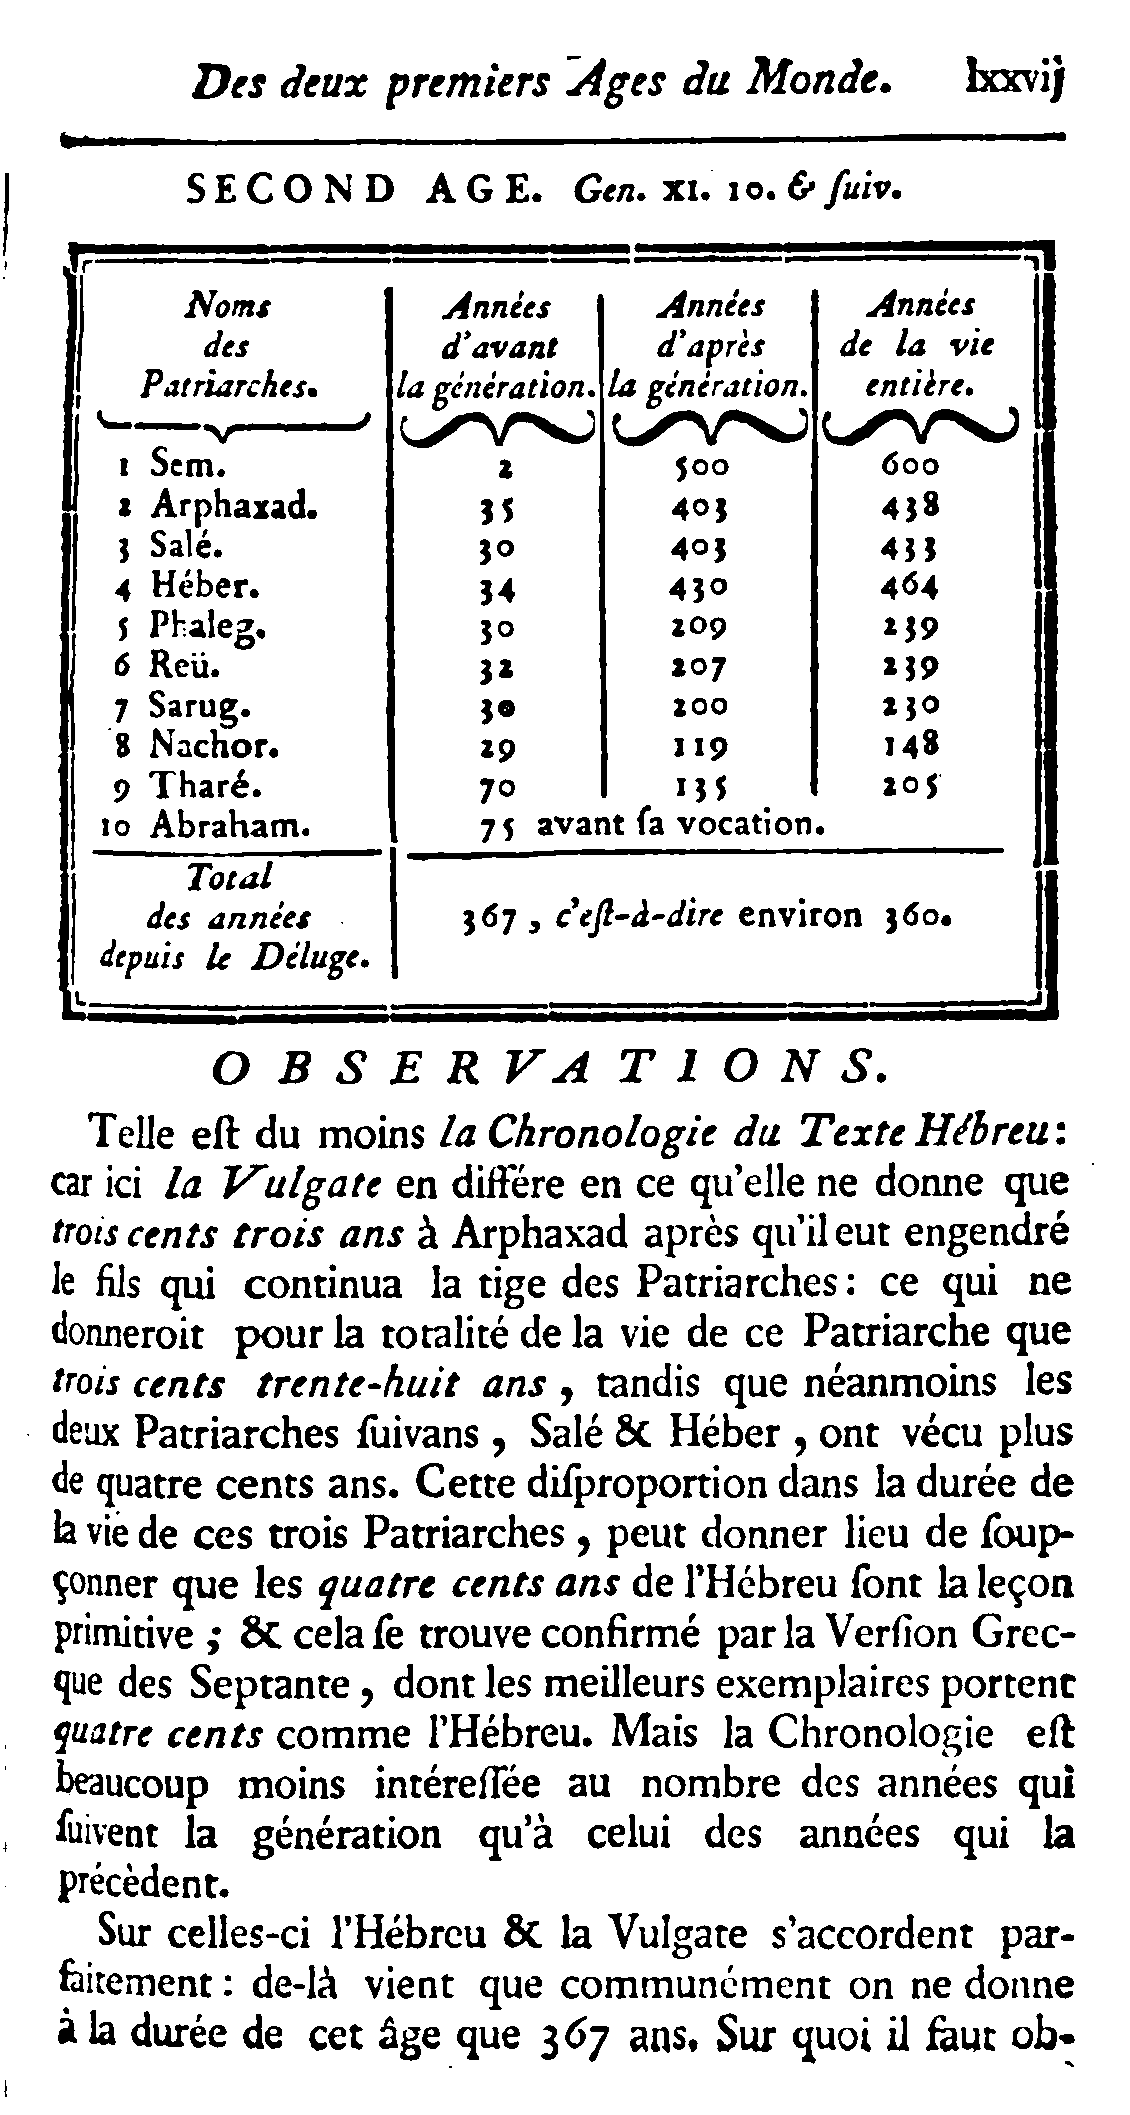 Des deux premiers Ages du Monde. lxxvij
SECOND AGE. Gen. XI. 10. & ſuiv.
Noms des Patriarches. Années d'avant la génération. Années d'après la génération. Années de la vie entière.
1 Sem. 2 500 600
2 Arphaxad. 35 403 438
3 Salé. 30 403 433
4 Héber. 34 430 464
5 Phaleg. 30 209 239
6 Reü. 32 207 239
7 Sarug. 30 200 230
8 Nachor. 29 119 148
9 Tharé. 70 135 205
10 Abraham. 75 avant ſa vocation.
Total des années depuis le Déluge. 367, c'eſt-à-dire environ 360.
OBSERVATIONS.
Telle eſt du moins la Chronologie du Texte Hébreu:
car ici la Vulgate en différe en ce qu'elle ne donne que
trois cents trois ans à Arphaxad après qu'il eut engendré
le fils qui continua la tige des Patriarches: ce qui ne
donneroit pour la totalité de la vie de ce Patriarche que
trois cents trente-huit ans, tandis que néanmoins les
deux Patriarches ſuivans, Salé & Héber, ont vécu plus
de quatre cents ans. Cette diſproportion dans la durée de
la vie de ces trois Patriarches, peut donner lieu de ſoup-
çonner que les quatre cents ans de l'Hébreu ſont la leçon
primitive; & cela ſe trouve confirmé par la Verſion Grec-
que des Septante, dont les meilleurs exemplaires portent
quatre cents comme l'Hébreu. Mais la Chronologie eſt
beaucoup moins intéreſſée au nombre des années qui
ſuivent la génération qu'à celui des années qui la
précèdent.
Sur celles-ci l'Hébreu & la Vulgate s'accordent par-
faitement: de-là vient que communément on ne donne
à la durée de cet âge que 367 ans. Sur quoi il faut ob-